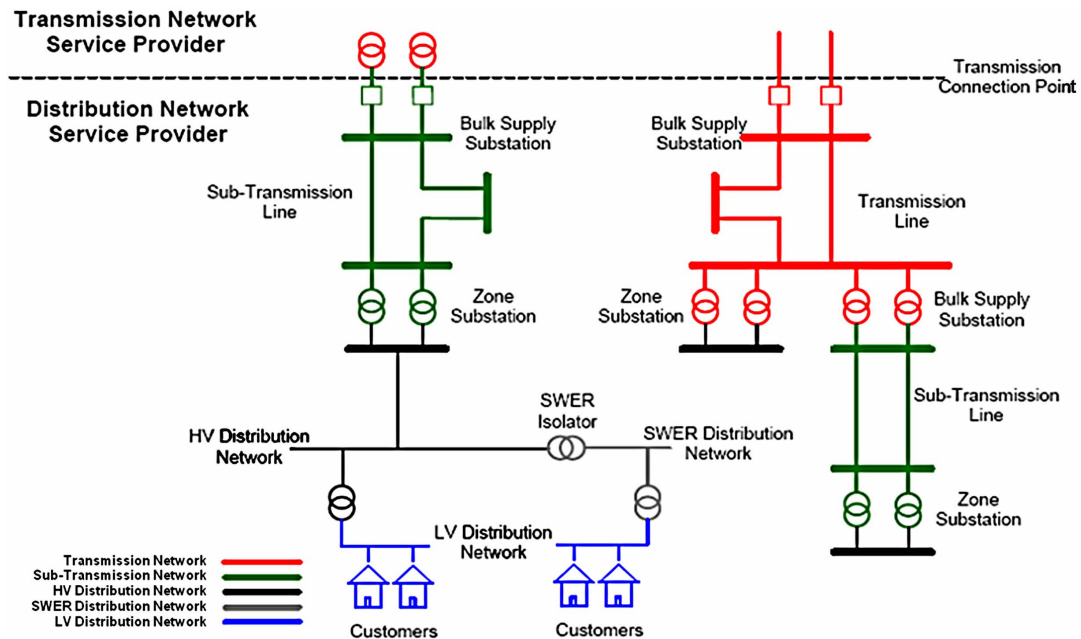 Transmission Network
Service Provider
Transmission
Connection Point
Distribution Network
Service Provider
Bulk Supply
Substation
Bulk Supply
Substation
Sub-Transmission
Line
Transmission
Line
Zone
Substation
Zone
Substation
Bulk Supply
Substation
SWER
Isolator
Sub-Transmission
Line
HV Distribution
Network
SWER Distribution
Network
Zone
Substation
LV Distribution
Network
Transmission Network
Sub-Transmission Network
HV Distribution Network
SWER Distribution Network
LV Distribution Network
Customers
Customers